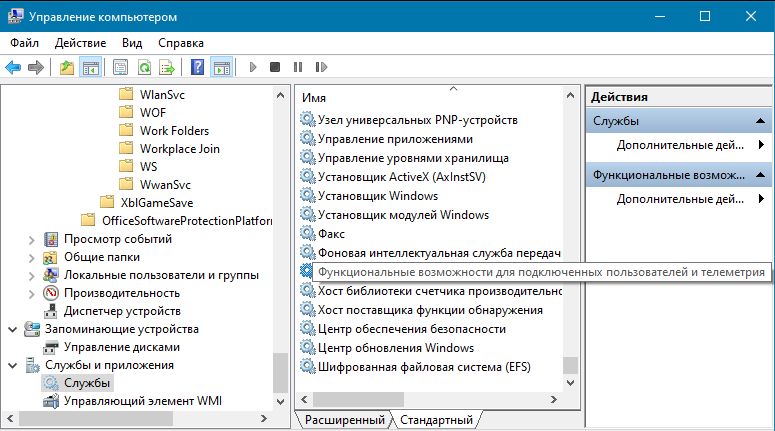 Управление компьютером
Файл Действие Вид Справка
WlanSvc
WOF
Work Folders
Workplace Join
WS
WwanSvc
XblGameSave
OfficeSoftwareProtectionPlatfor
Просмотр событий
Общие папки
Локальные пользователи и группы
Производительность
Диспетчер устройств
Запоминающие устройства
Управление дисками
Службы и приложения
Службы
Управляющий элемент WMI
Имя
Узел универсальных PNP-устройств
Управление приложениями
Управление уровнями хранилища
Установщик ActiveX (AxInstSV)
Установщик Windows
Установщик модулей Windows
Факс
Фоновая интеллектуальная служба передач
Функциональные возможности для подключенных пользователей и телеметрия
Хост библиотеки счетчика производительно
Хост поставщика функции обнаружения
Центр обеспечения безопасности
Центр обновления Windows
Шифрованная файловая система (EFS)
Расширенный Стандартный
Действия
Службы
Дополнительные дей...
Функциональные возмож...
Дополнительные дей...